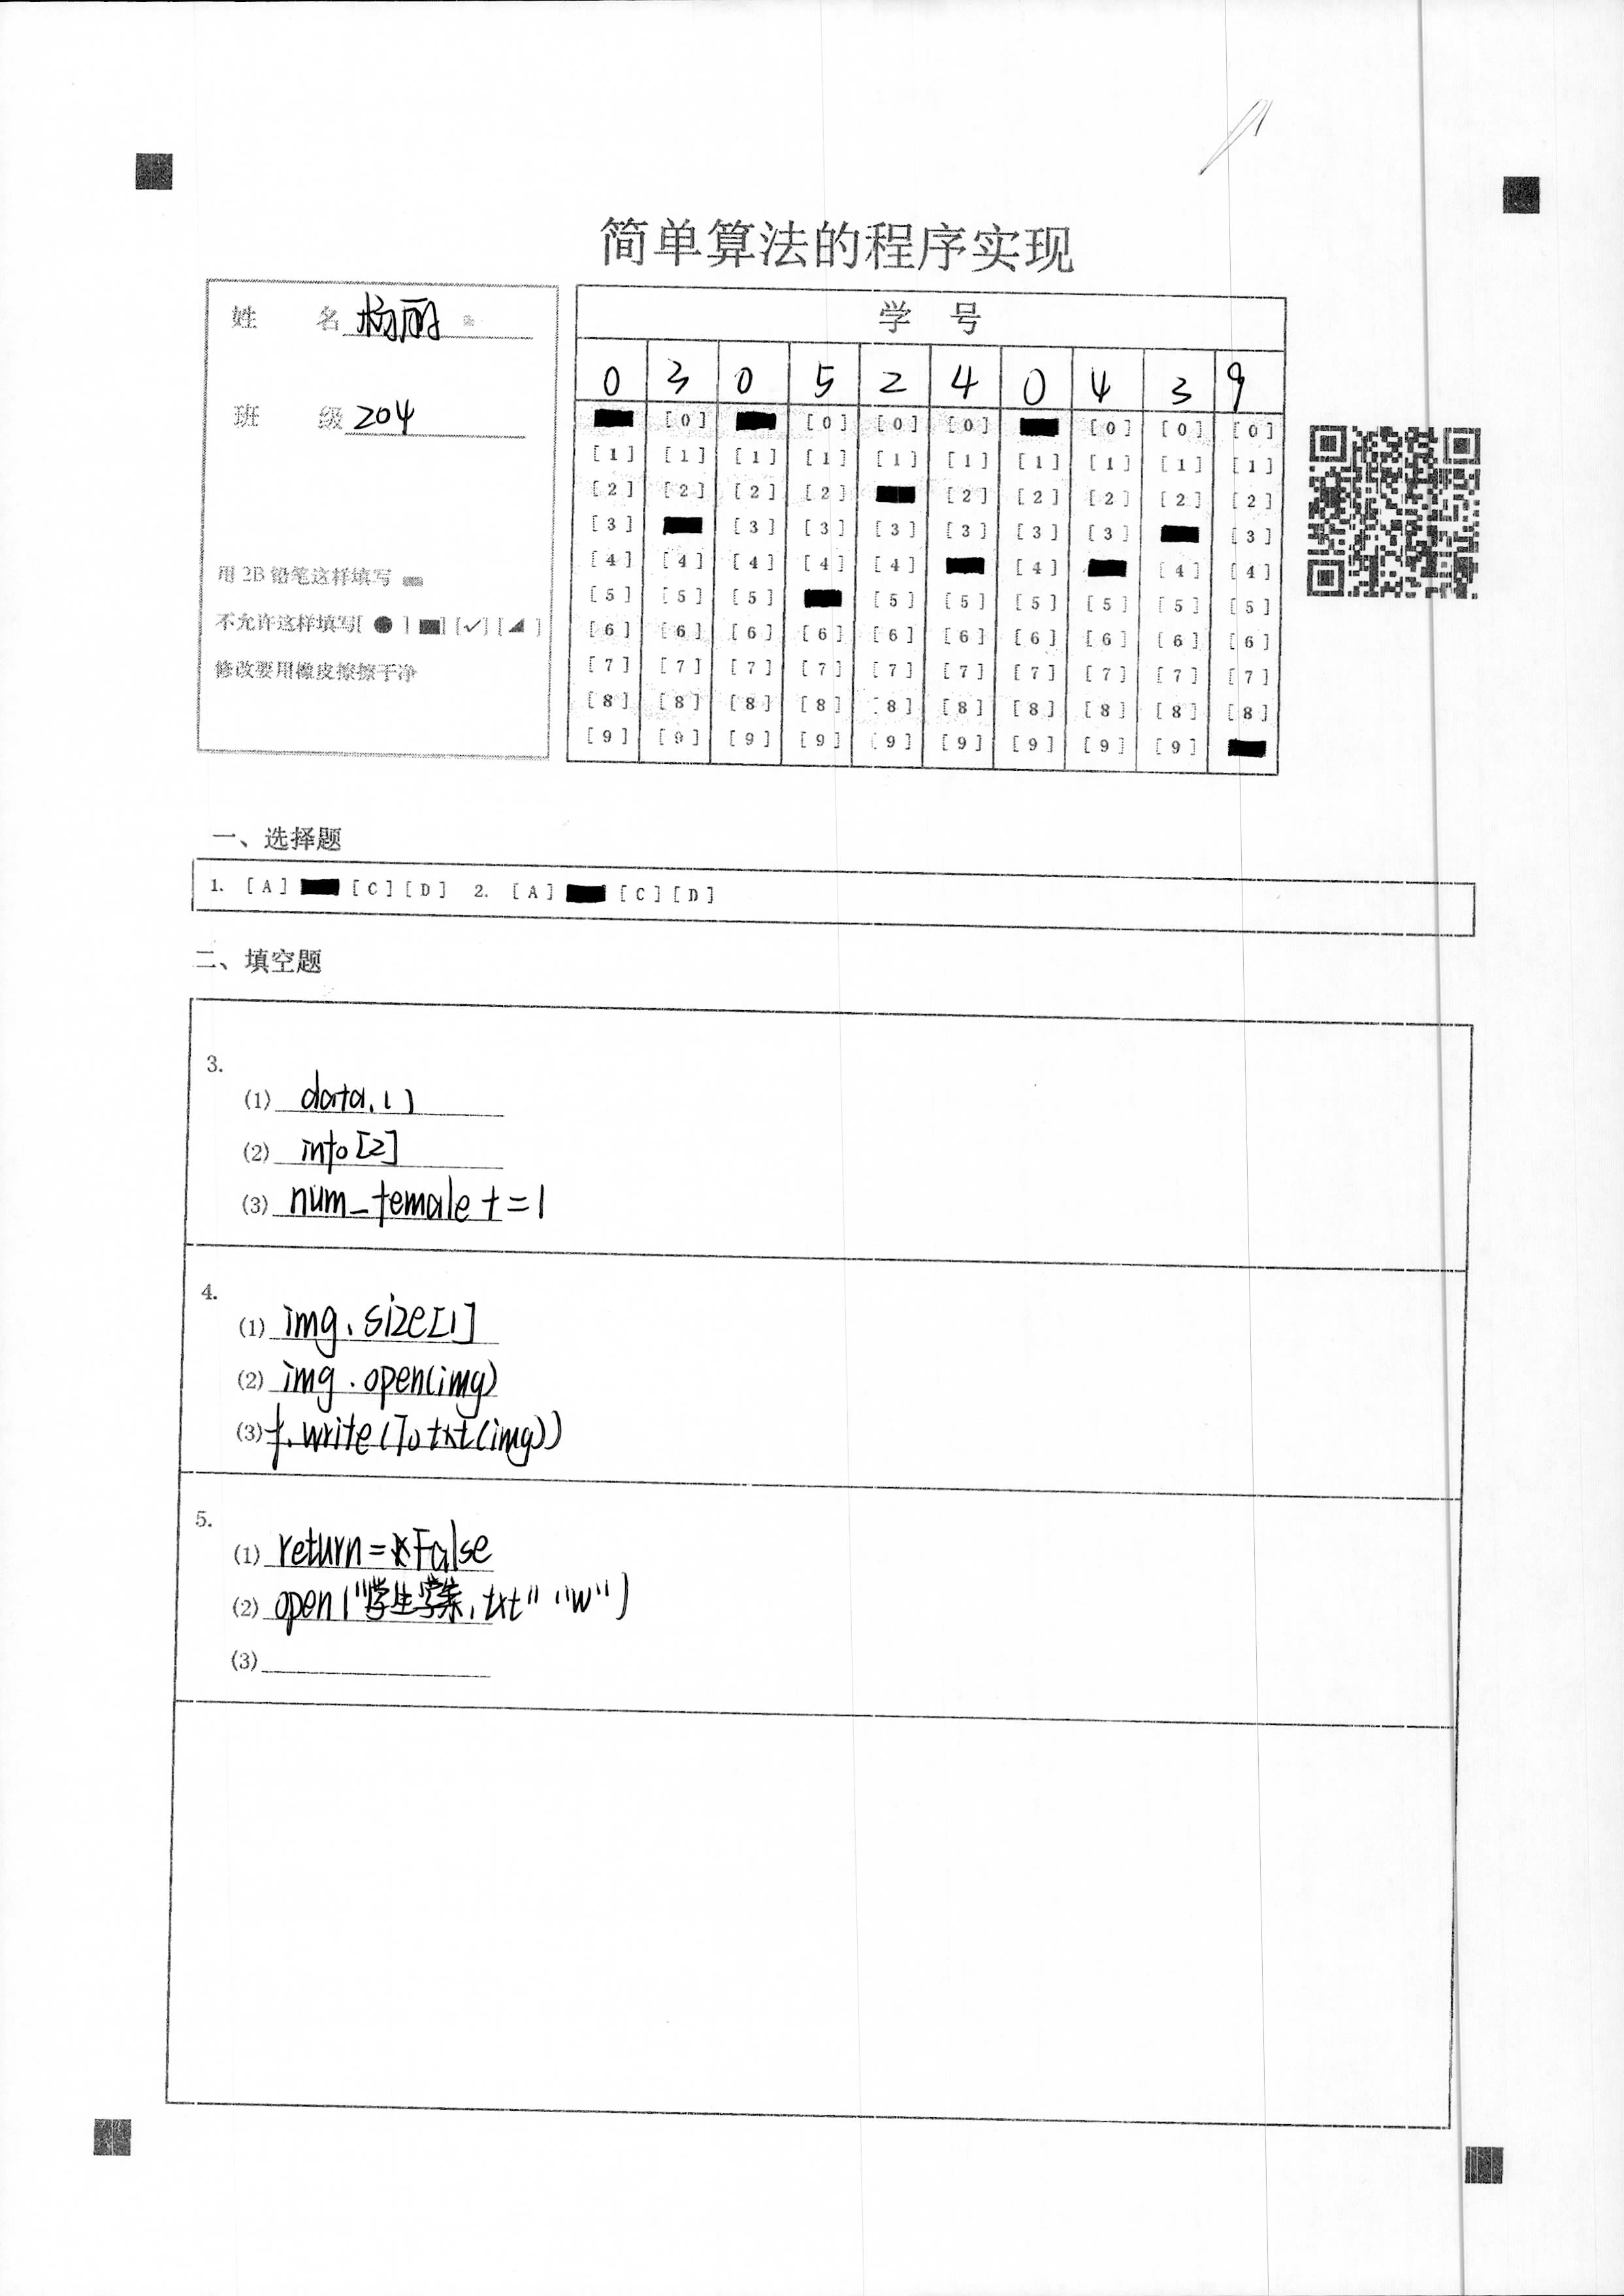 简单算法的程序实现
姓 名 杨丽
班 级 204
用 2B 铅笔这样填写
不允许这样填写[ ● ] [■] [✓] [◢ ]
修改要用橡皮擦擦干净
学 号
0 3 0 5 2 4 0 4 3 9
[0] [0] [0] [0] [0] [0] [0]
[1] [1] [1] [1] [1] [1] [1] [1] [1] [1]
[2] [2] [2] [2] [2] [2] [2] [2] [2]
[3] [3] [3] [3] [3] [3] [3] [3]
[4] [4] [4] [4] [4] [4] [4] [4]
[5] [5] [5] [5] [5] [5] [5] [5] [5]
[6] [6] [6] [6] [6] [6] [6] [6] [6] [6]
[7] [7] [7] [7] [7] [7] [7] [7] [7] [7]
[8] [8] [8] [8] [8] [8] [8] [8] [8] [8]
[9] [9] [9] [9] [9] [9] [9] [9] [9]
一、选择题
1. [A] [C] [D] 2. [A] [C] [D]
二、填空题
3.
(1) data.()
(2) info[2]
(3) num_female+=1
4.
(1) img.size[1]
(2) img.open(img)
(3) f.write(Totxt(img))
5.
(1) return=False
(2) open("学生.txt" "w")
(3)